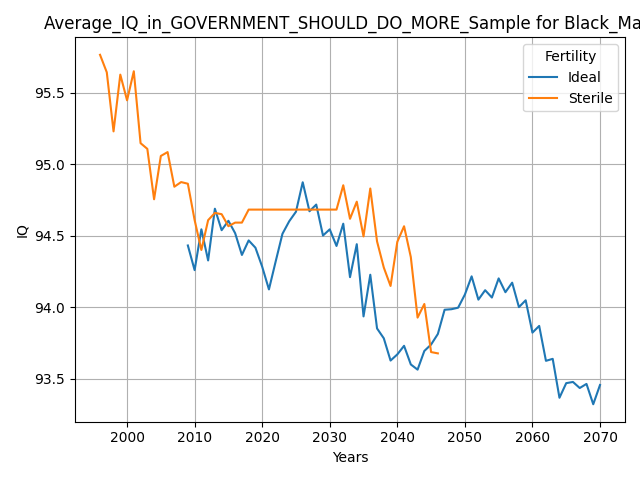 Average_IQ_in_GOVERNMENT_SHOULD_DO_MORE_Sample for Black_Ma
Fertility
Ideal
Sterile
95.5
95.0
94.5
94.0
93.5
IQ
2000 2010 2020 2030 2040 2050 2060 2070
Years